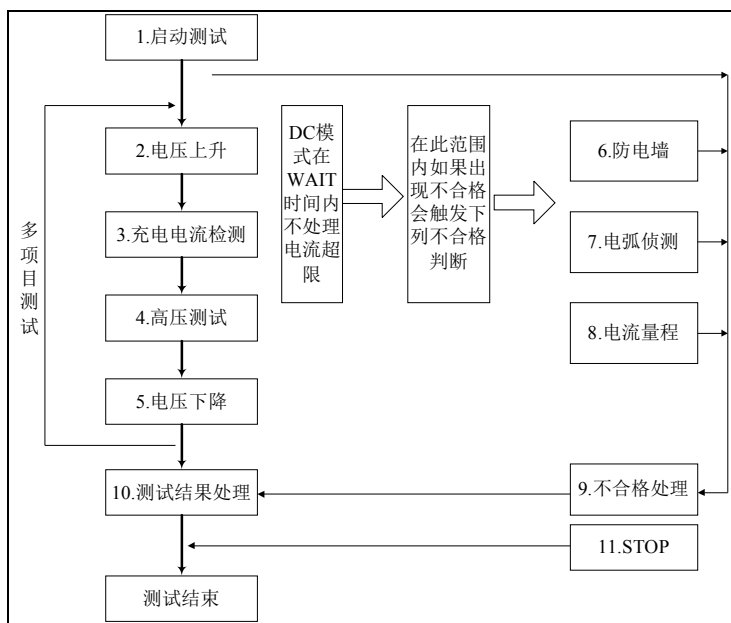 1.启动测试
2.电压上升
3.充电电流检测
4.高压测试
5.电压下降
10.测试结果处理
测试结束
多项目测试
DC模
式在
WAIT
时间内
不处理
电流超
限
在此范围
内如果出
现不合格
会触发下
列不合格
判断
6.防电墙
7.电弧侦测
8.电流量程
9.不合格处理
11.STOP